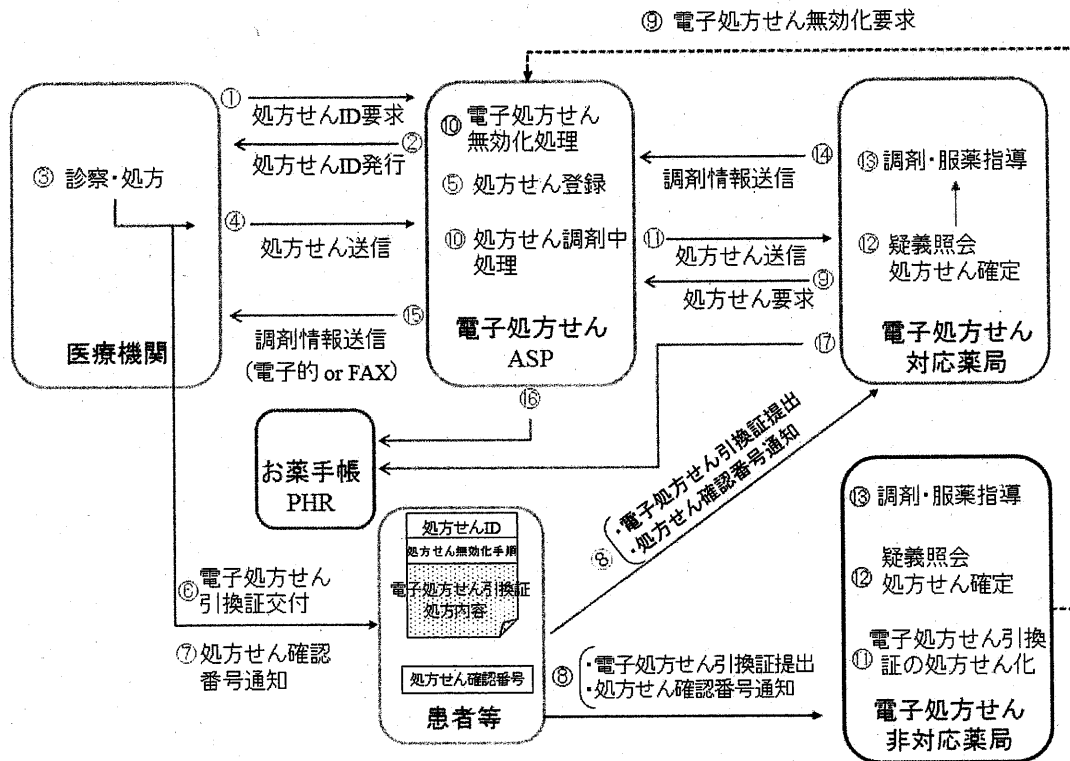 ⑨ 電子処方せん無効化要求
① 処方せんID要求
② 処方せんID発行
③ 診察・処方
④ 処方せん送信
⑮ 調剤情報送信
(電子的 or FAX)
医療機関
⑩ 電子処方せん
無効化処理
⑤ 処方せん登録
⑩ 処方せん調剤中
処理
電子処方せん
ASP
⑭ 調剤情報送信
⑪ 処方せん送信
⑨ 処方せん要求
⑰
⑬ 調剤・服薬指導
⑫ 疑義照会
処方せん確定
電子処方せん
対応薬局
⑯
お薬手帳
PHR
⑥ 電子処方せん
引換証交付
⑦ 処方せん確認
番号通知
処方せんID
処方せん無効化手順
電子処方せん引換証
処方内容
処方せん確認番号
患者等
⑧ ・電子処方せん引換証提出
・処方せん確認番号通知
⑧ ・電子処方せん引換証提出
・処方せん確認番号通知
⑬ 調剤・服薬指導
⑫ 疑義照会
処方せん確定
⑪ 電子処方せん引換
証の処方せん化
電子処方せん
非対応薬局